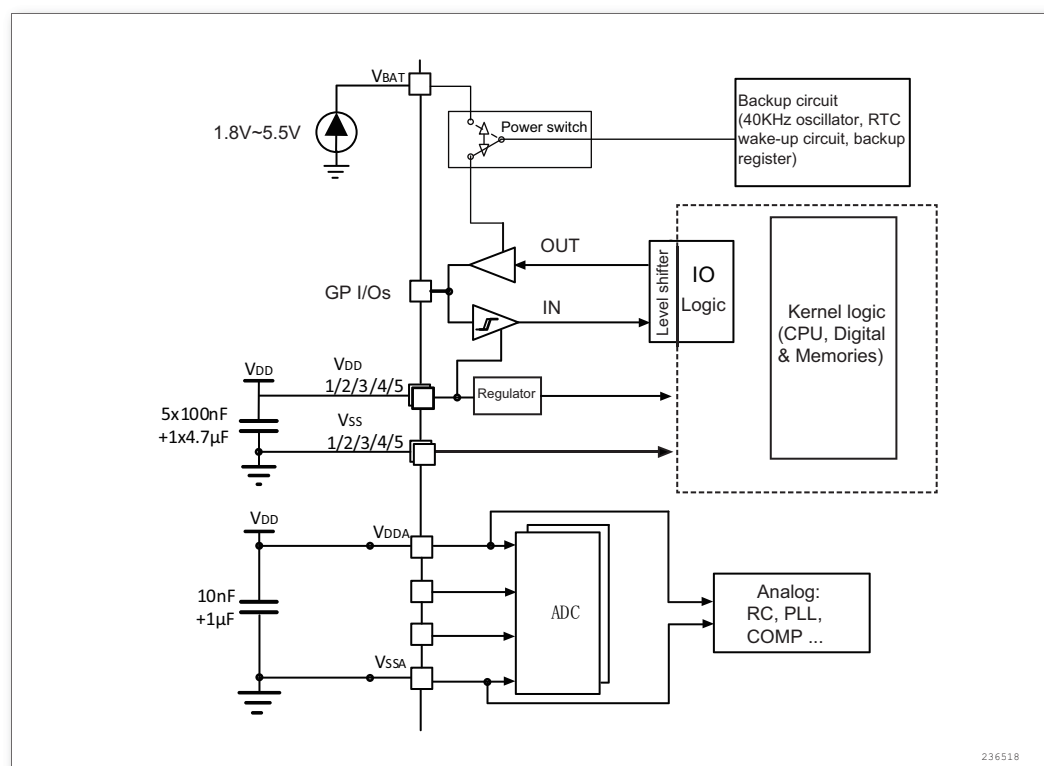 VBAT
1.8V~5.5V
Power switch
Backup circuit
(40KHz oscillator, RTC
wake-up circuit, backup
register)
OUT
GP I/Os
IN
Level shifter
IO
Logic
Kernel logic
(CPU, Digital
& Memories)
VDD
VDD
1/2/3/4/5
Regulator
5x100nF
+1x4.7μF
VSS
1/2/3/4/5
VDD
VDDA
10nF
+1μF
ADC
Analog:
RC, PLL,
COMP ...
VSSA
236518